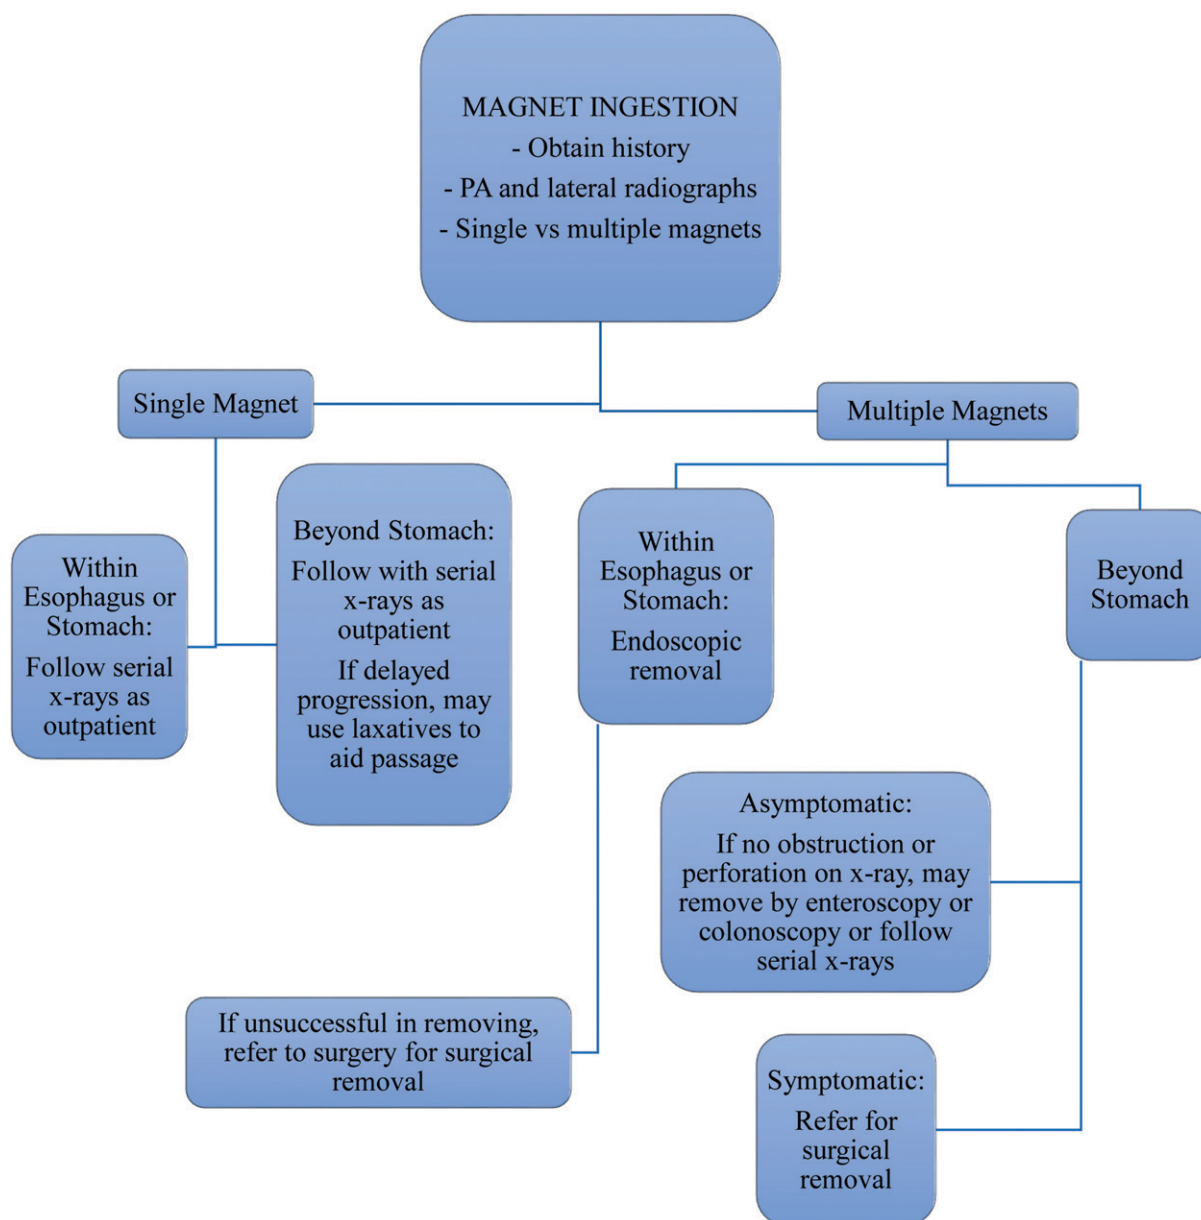 MAGNET INGESTION
- Obtain history
- PA and lateral radiographs
- Single vs multiple magnets
Single Magnet
Multiple Magnets
Within
Esophagus or
Stomach:
Follow serial
x-rays as
outpatient
Beyond Stomach:
Follow with serial
x-rays as
outpatient
If delayed
progression, may
use laxatives to
aid passage
Within
Esophagus or
Stomach:
Endoscopic
removal
Beyond
Stomach
Asymptomatic:
If no obstruction or
perforation on x-ray, may
remove by enteroscopy or
colonoscopy or follow
serial x-rays
If unsuccessful in removing,
refer to surgery for surgical
removal
Symptomatic:
Refer for
surgical
removal